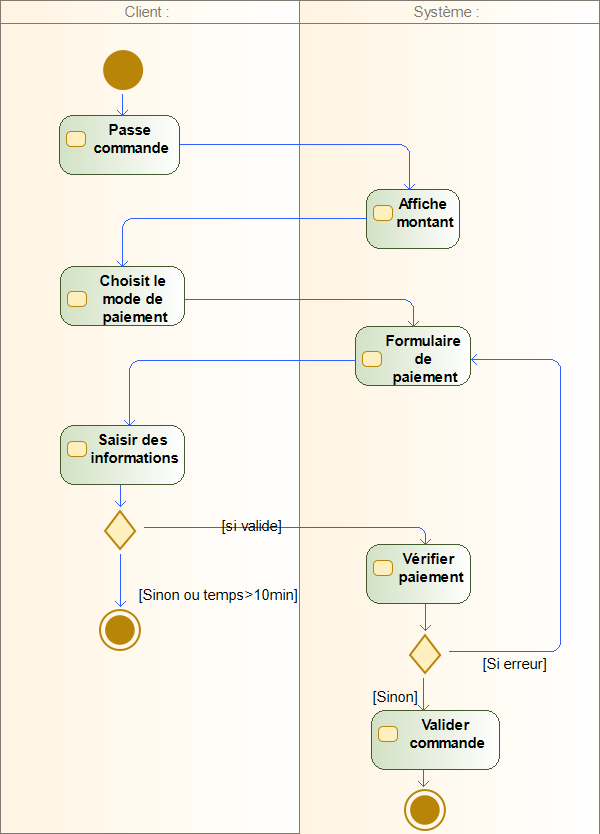 Client :
Système :
Passe
commande
Affiche
montant
Choisit le
mode de
paiement
Formulaire
de
paiement
Saisir des
informations
[si valide]
Vérifier
paiement
[Sinon ou temps>10min]
[Si erreur]
[Sinon]
Valider
commande